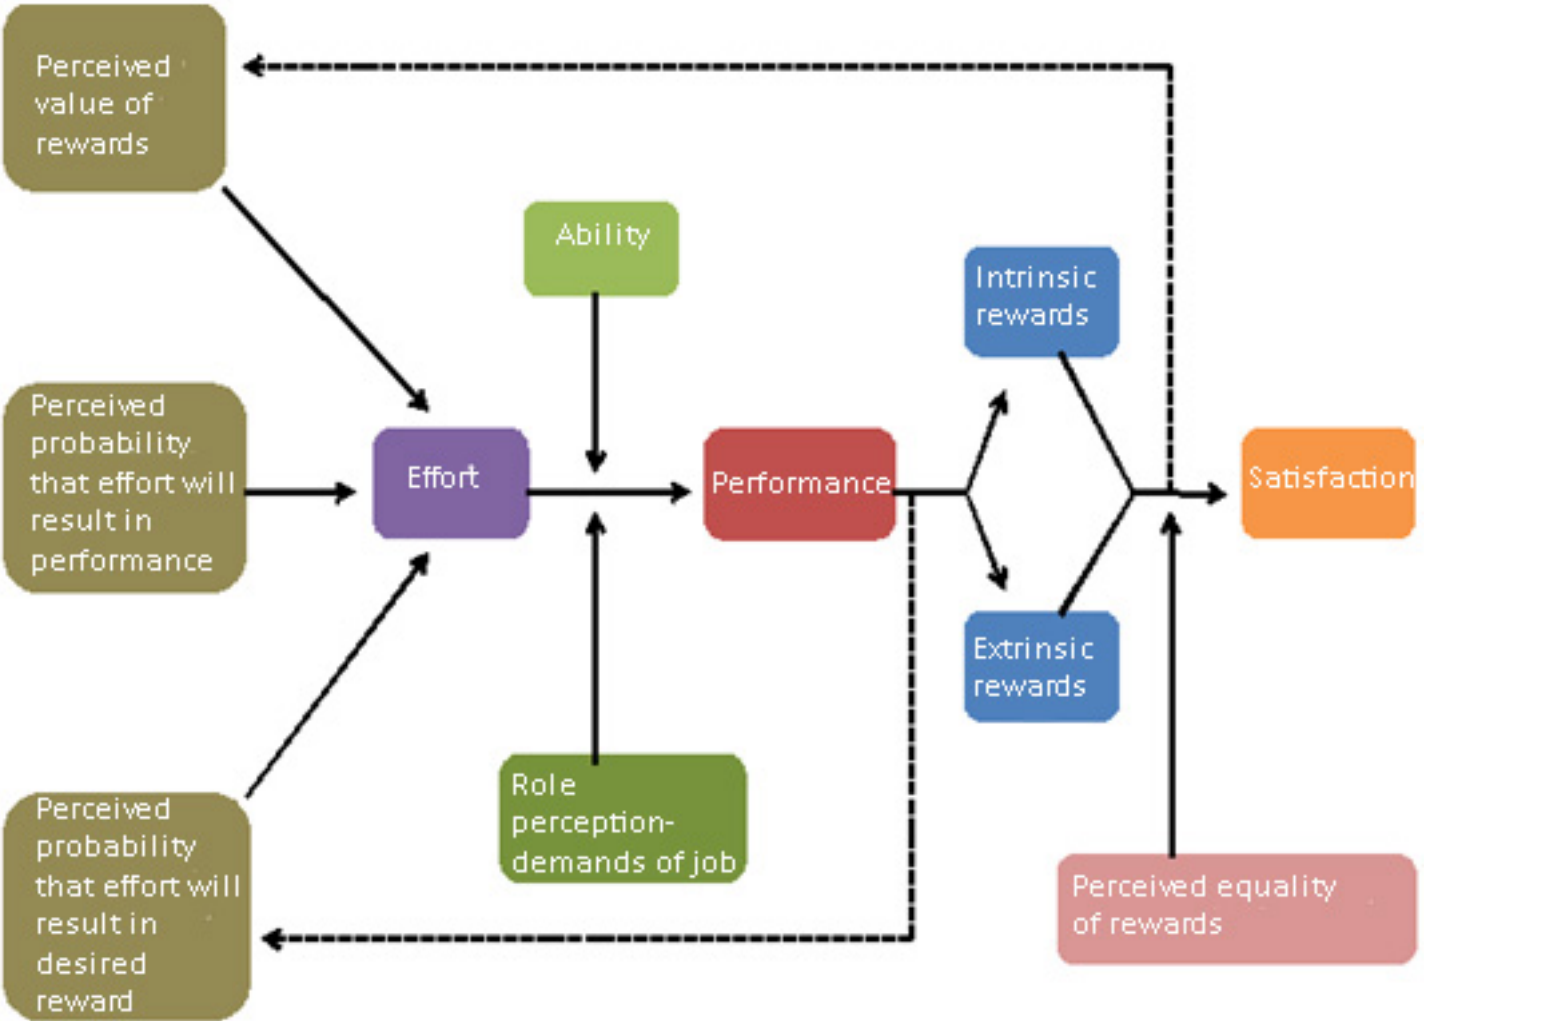 Perceived
value of
rewards
Ability
Intrinsic
rewards
Perceived
probability
that effort will
result in
performance
Effort
Performance
Satisfaction
Extrinsic
rewards
Role
perception-
demands of job
Perceived
probability
that effort will
result in
desired
reward
Perceived equality
of rewards